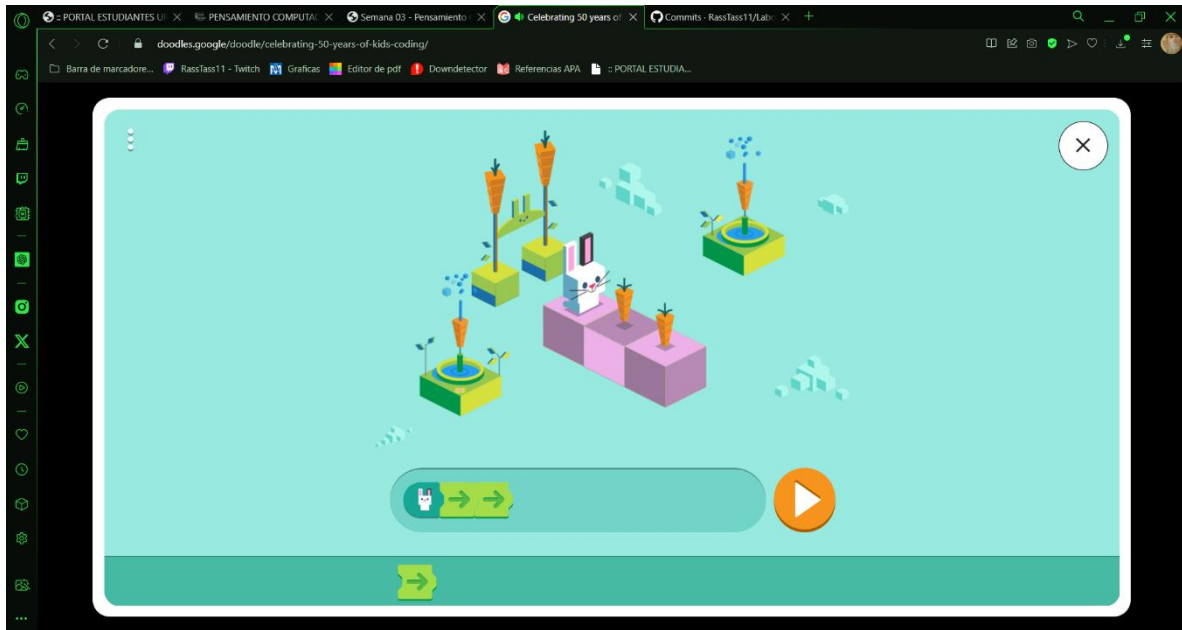 :: PORTAL ESTUDIANTES U
PENSAMIENTO COMPUTA
Semana 03 - Pensamiento
Celebrating 50 years of
Commits · RassTass11/Lab
doodles.google/doodle/celebrating-50-years-of-kids-coding/
Barra de marcadore...
RassTass11 - Twitch
Graficas
Editor de pdf
Downdetector
Referencias APA
:: PORTAL ESTUDIA...